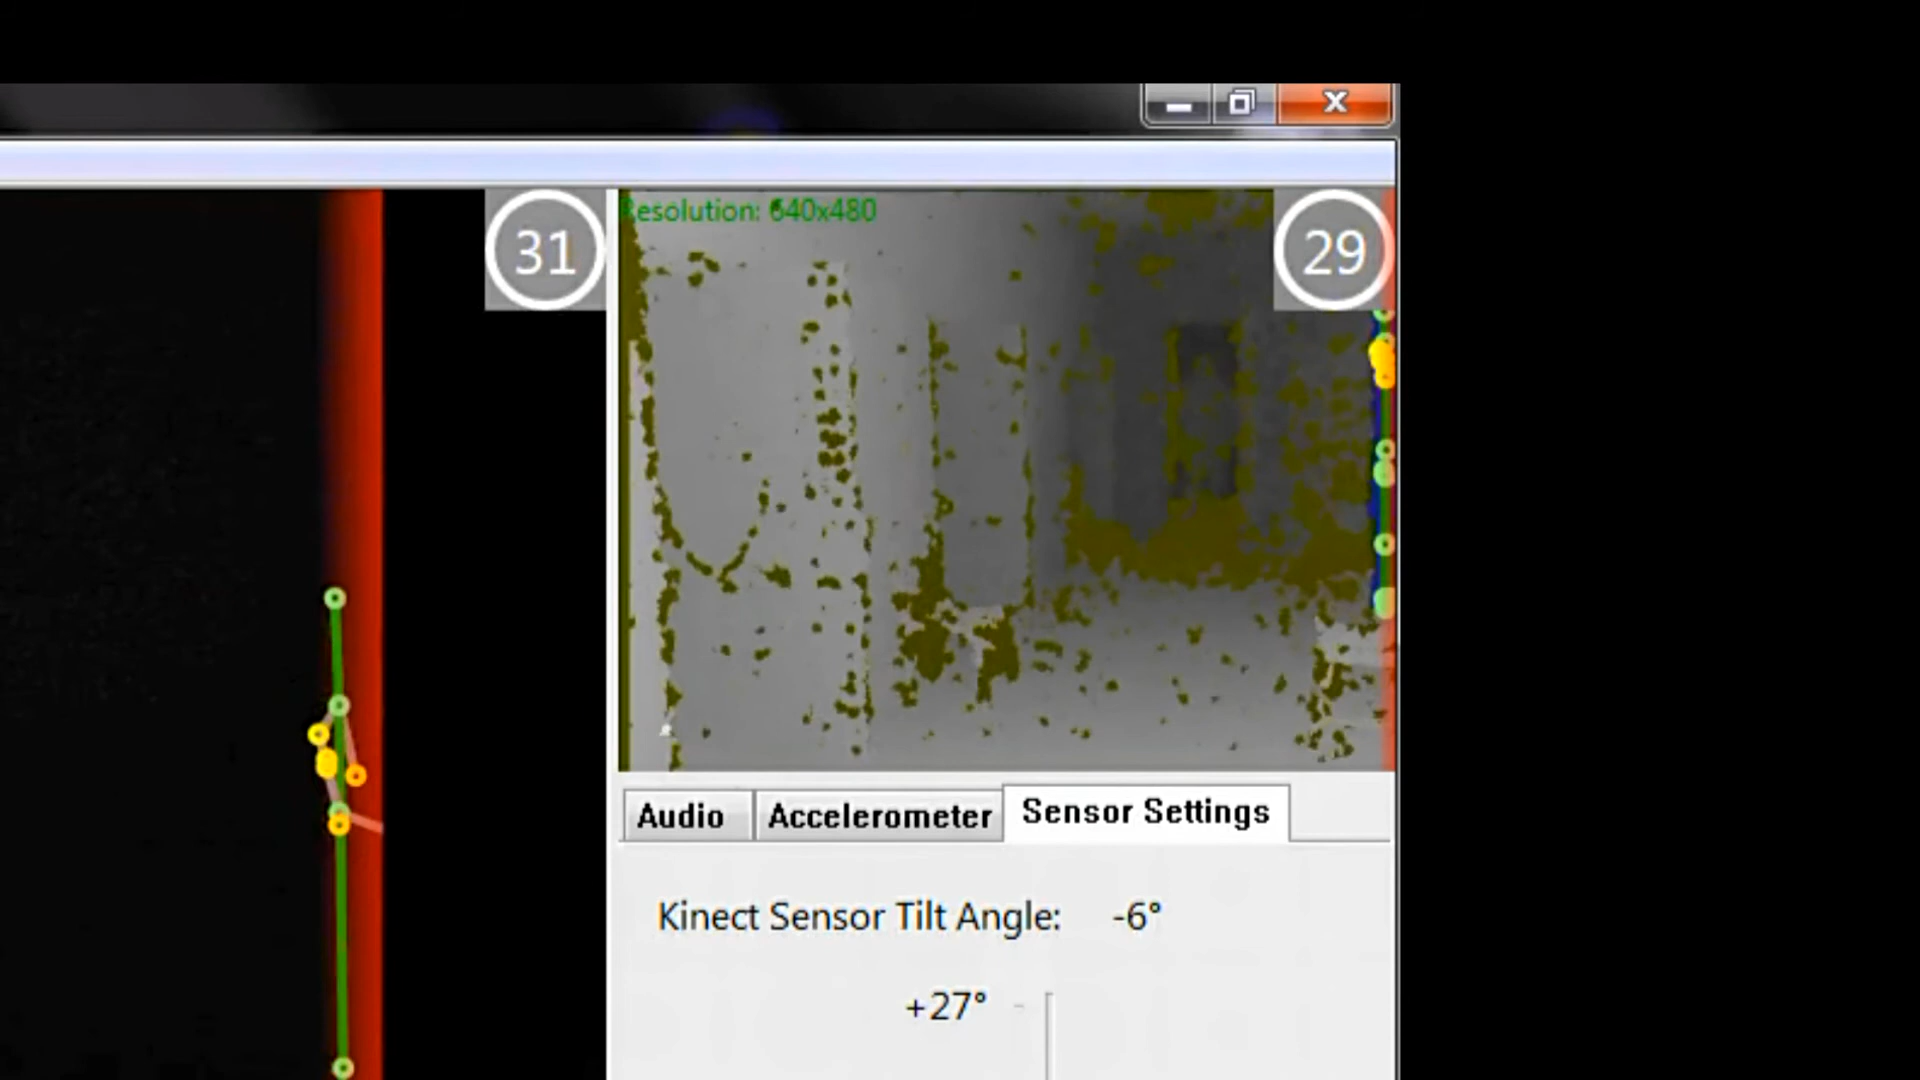 31
Resolution: 640x480
29
Audio
Accelerometer
Sensor Settings
Kinect Sensor Tilt Angle: -6°
+27°